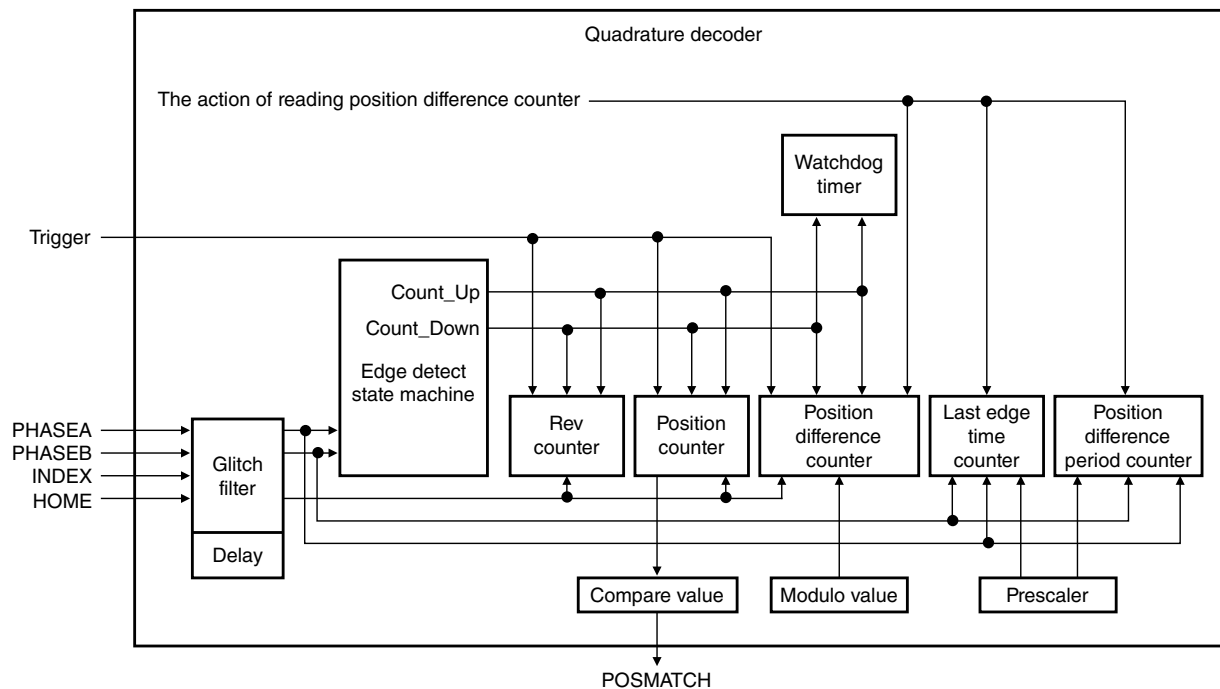 Quadrature decoder
The action of reading position difference counter
Watchdog
timer
Trigger
Count_Up
Count_Down
Edge detect
state machine
PHASEA
PHASEB
INDEX
HOME
Glitch
filter
Delay
Rev
counter
Position
counter
Position
difference
counter
Last edge
time
counter
Position
difference
period counter
Compare value
Modulo value
Prescaler
POSMATCH